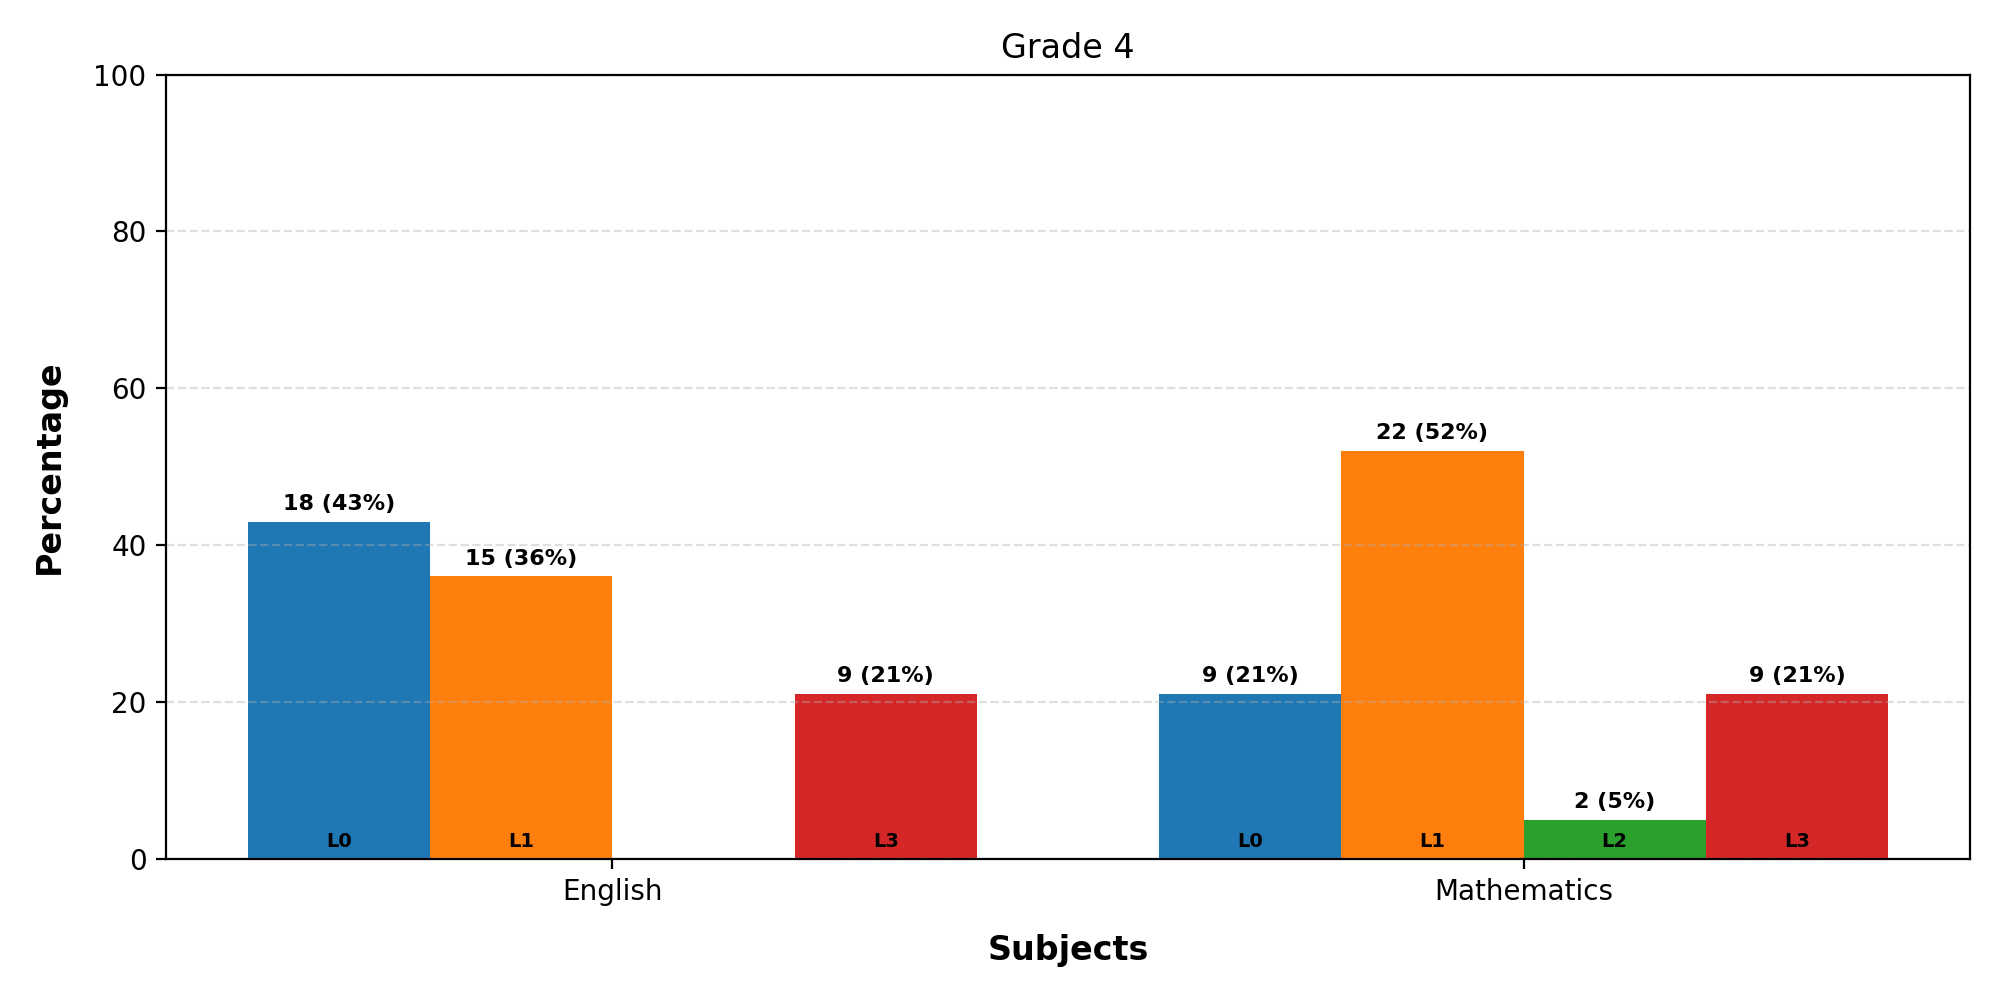 Grade 4
100
80
60
40
20
0
Percentage
18 (43%)
15 (36%)
9 (21%)
9 (21%)
22 (52%)
2 (5%)
9 (21%)
L0
L1
L3
L0
L1
L2
L3
English
Mathematics
Subjects